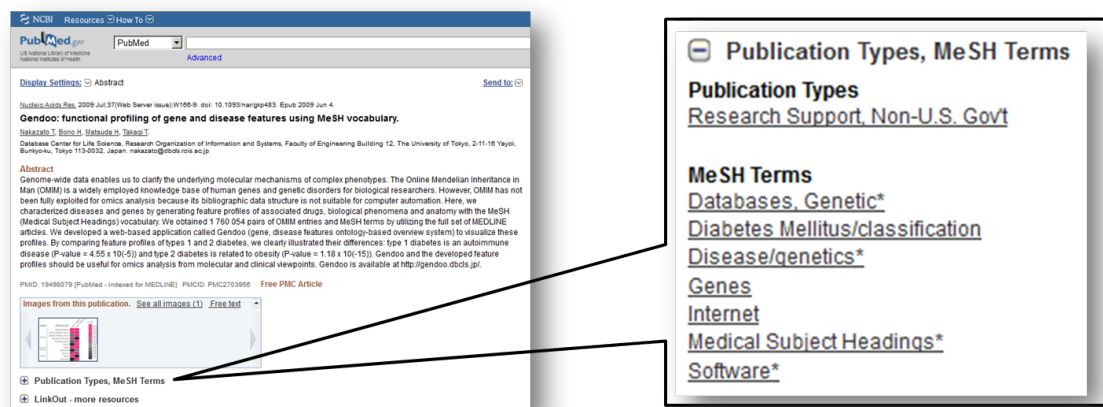 NCBI Resources How To
PubMed.gov
US National Library of Medicine
National Institutes of Health
PubMed
Advanced
Display Settings: Abstract
Send to:
Nucleic Acids Res. 2009 Jul;37(Web Server issue):W166-9. doi: 10.1093/nar/gkp483. Epub 2009 Jun 4.
Gendoo: functional profiling of gene and disease features using MeSH vocabulary.
Nakazato T, Bono H, Matsuda H, Takagi T.
Database Center for Life Science, Research Organization of Information and Systems, Faculty of Engineering Building 12, The University of Tokyo, 2-11-16 Yayoi,
Bunkyo-ku, Tokyo 113-0032, Japan. nakazato@dbcls.rois.ac.jp
Abstract
Genome-wide data enables us to clarify the underlying molecular mechanisms of complex phenotypes. The Online Mendelian Inheritance in
Man (OMIM) is a widely employed knowledge base of human genes and genetic disorders for biological researchers. However, OMIM has not
been fully exploited for omics analysis because its bibliographic data structure is not suitable for computer automation. Here, we
characterized diseases and genes by generating feature profiles of associated drugs, biological phenomena and anatomy with the MeSH
(Medical Subject Headings) vocabulary. We obtained 1 760 054 pairs of OMIM entries and MeSH terms by utilizing the full set of MEDLINE
articles. We developed a web-based application called Gendoo (gene, disease features ontology-based overview system) to visualize these
profiles. By comparing feature profiles of types 1 and 2 diabetes, we clearly illustrated their differences: type 1 diabetes is an autoimmune
disease (P-value = 4.55 x 10(-5)) and type 2 diabetes is related to obesity (P-value = 1.18 x 10(-15)). Gendoo and the developed feature
profiles should be useful for omics analysis from molecular and clinical viewpoints. Gendoo is available at http://gendoo.dbcls.jp/.
PMID: 19498079 [PubMed - indexed for MEDLINE] PMCID: PMC2703956 Free PMC Article
Images from this publication. See all images (1) Free text
Publication Types, MeSH Terms
LinkOut - more resources
Publication Types, MeSH Terms
Publication Types
Research Support, Non-U.S. Gov't
MeSH Terms
Databases, Genetic*
Diabetes Mellitus/classification
Disease/genetics*
Genes
Internet
Medical Subject Headings*
Software*